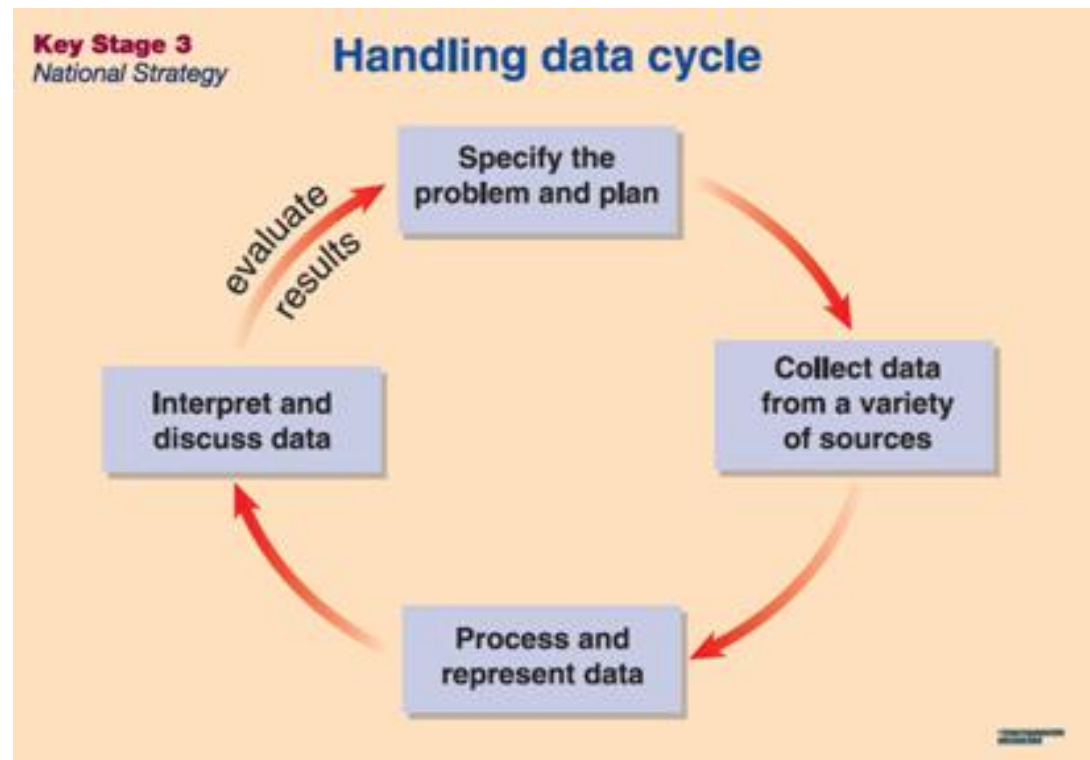 Key Stage 3
National Strategy
Handling data cycle
Specify the
problem and plan
evaluate
results
Collect data
from a variety
of sources
Interpret and
discuss data
Process and
represent data